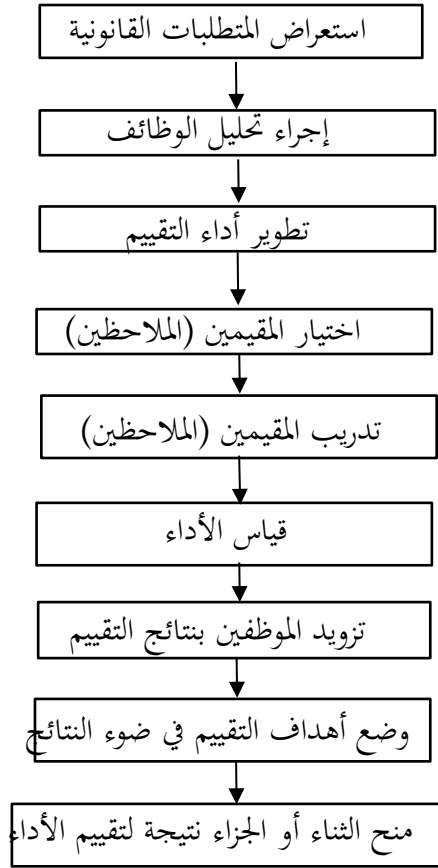 استعراض المتطلبات القانونية
إجراء تحليل الوظائف
تطوير أداء التقييم
اختيار المقيمين (الملاحظين)
تدريب المقيمين (الملاحظين)
قياس الأداء
تزويد الموظفين بنتائج التقييم
وضع أهداف التقييم في ضوء النتائج
منح الثناء أو الجزاء نتيجة لتقييم الأداء